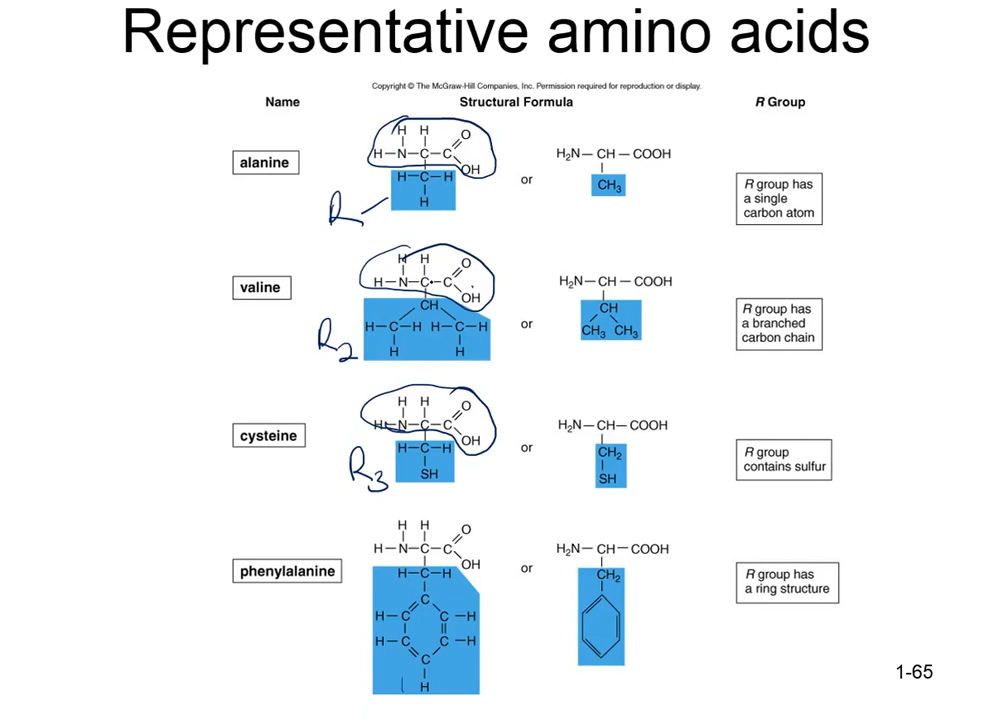 Representative amino acids
Copyright © The McGraw-Hill Companies, Inc. Permission required for reproduction or display.
Name Structural Formula R Group
alanine
H H O
H—N—C—C
OH
H—C—H
H
R
or
H₂N—CH—COOH
CH₃
R group has
a single
carbon atom
valine
H H O
H—N—C—C
OH
CH
H—C—H H—C—H
H H
R2
or
H₂N—CH—COOH
CH
CH₃ CH₃
R group has
a branched
carbon chain
cysteine
H H O
H—N—C—C
OH
H—C—H
SH
R3
or
H₂N—CH—COOH
CH₂
SH
R group
contains sulfur
phenylalanine
H H O
H—N—C—C
OH
H—C—H
C
H—C C—H
H—C C—H
C
H
or
H₂N—CH—COOH
CH₂
R group has
a ring structure
1-65